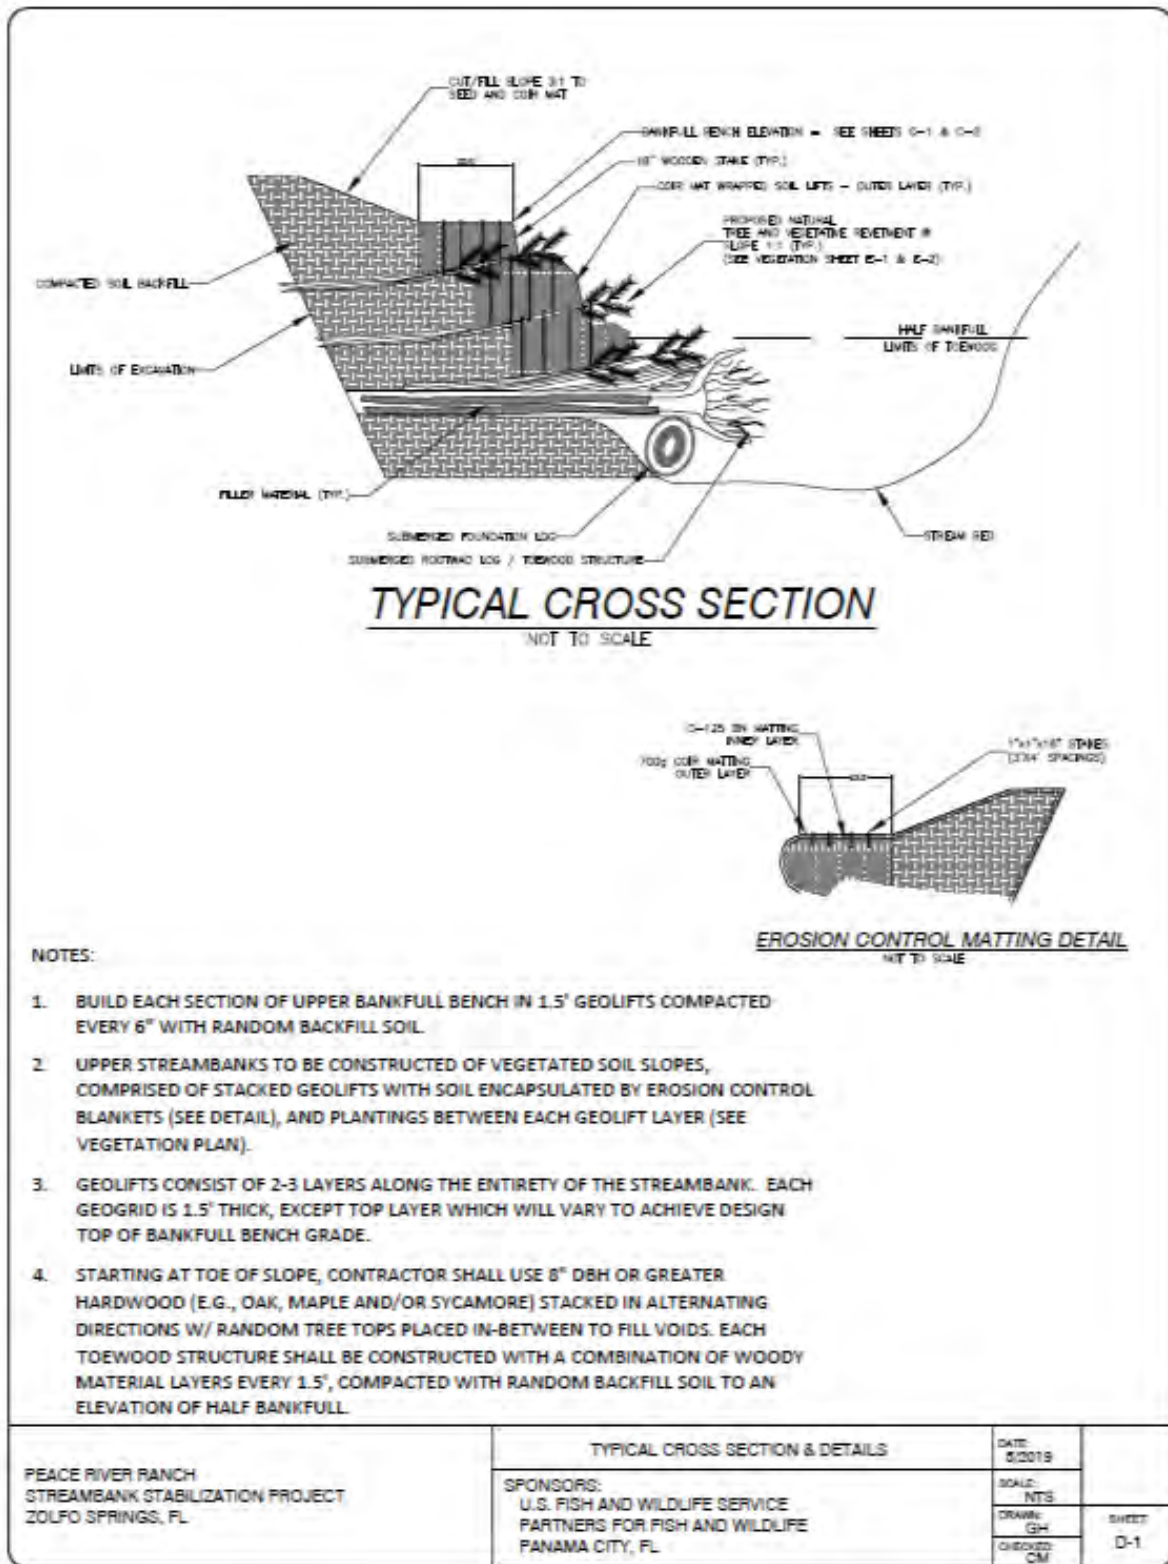 CUT/FILL SLOPE 3:1 TO
SEED AND COIR MAT
BANKFULL BENCH ELEVATION – SEE SHEETS C-1 & C-2
18" WOODEN STAKE (TYP.)
COIR MAT WRAPPED SOIL LIFTS – OUTER LAYER (TYP.)
PROPOSED NATURAL
TREE AND VEGETATIVE REVETMENT @
SLOPE 1:1 (TYP.)
(SEE VEGETATION SHEET E-1 & E-2)
COMPACTED SOIL BACKFILL
HALF BANKFULL
LIMITS OF TOEWOOD
LIMITS OF EXCAVATION
FILLER MATERIAL (TYP.)
SUBMERGED FOUNDATION LOG
STREAM BED
SUBMERGED ROOTWAD LOG / TOEWOOD STRUCTURE
TYPICAL CROSS SECTION
NOT TO SCALE
MATTING
INNER LAYER
700g COIR MATTING
OUTER LAYER
1"x1"x18" STAKES
(3'X4' SPACINGS)
EROSION CONTROL MATTING DETAIL
NOT TO SCALE
NOTES:
1. BUILD EACH SECTION OF UPPER BANKFULL BENCH IN 1.5' GEOLIFTS COMPACTED
EVERY 6" WITH RANDOM BACKFILL SOIL.
2. UPPER STREAMBANKS TO BE CONSTRUCTED OF VEGETATED SOIL SLOPES,
COMPRISED OF STACKED GEOLIFTS WITH SOIL ENCAPSULATED BY EROSION CONTROL
BLANKETS (SEE DETAIL), AND PLANTINGS BETWEEN EACH GEOLIFT LAYER (SEE
VEGETATION PLAN).
3. GEOLIFTS CONSIST OF 2-3 LAYERS ALONG THE ENTIRETY OF THE STREAMBANK. EACH
GEOGRID IS 1.5' THICK, EXCEPT TOP LAYER WHICH WILL VARY TO ACHIEVE DESIGN
TOP OF BANKFULL BENCH GRADE.
4. STARTING AT TOE OF SLOPE, CONTRACTOR SHALL USE 8" DBH OR GREATER
HARDWOOD (E.G., OAK, MAPLE AND/OR SYCAMORE) STACKED IN ALTERNATING
DIRECTIONS W/ RANDOM TREE TOPS PLACED IN-BETWEEN TO FILL VOIDS. EACH
TOEWOOD STRUCTURE SHALL BE CONSTRUCTED WITH A COMBINATION OF WOODY
MATERIAL LAYERS EVERY 1.5', COMPACTED WITH RANDOM BACKFILL SOIL TO AN
ELEVATION OF HALF BANKFULL.
PEACE RIVER RANCH
STREAMBANK STABILIZATION PROJECT
ZOLFO SPRINGS, FL
TYPICAL CROSS SECTION & DETAILS
SPONSORS:
U.S. FISH AND WILDLIFE SERVICE
PARTNERS FOR FISH AND WILDLIFE
PANAMA CITY, FL
DATE:
5/2019
SCALE:
NTS
DRAWN:
GH
CHECKED:
CM
SHEET
D-1